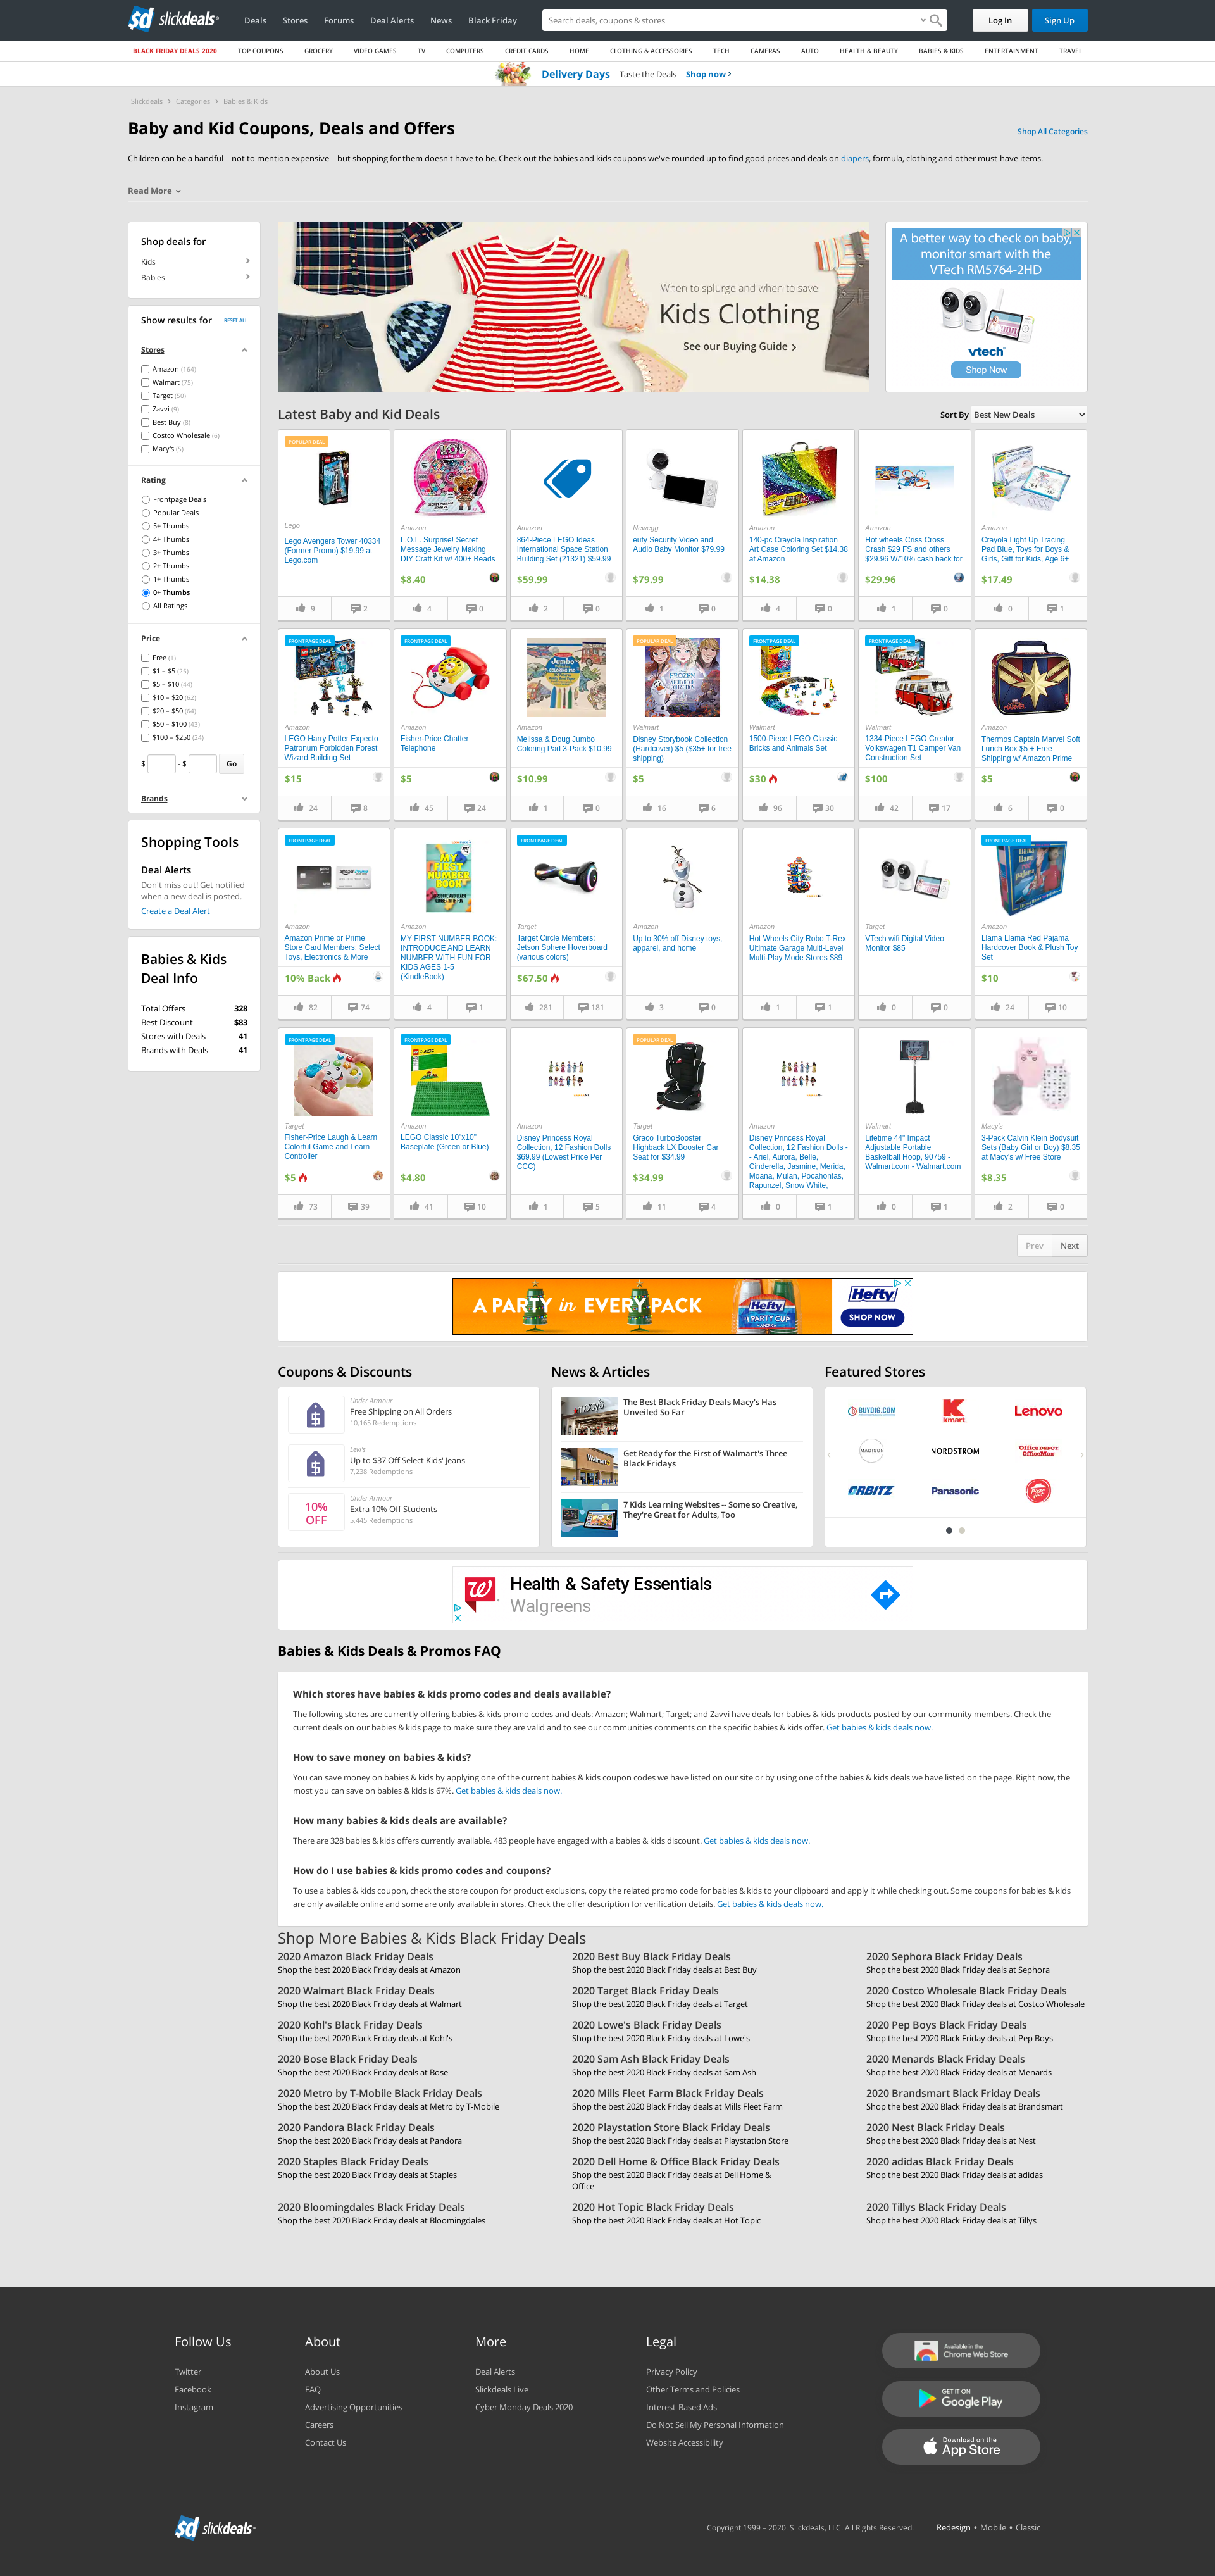 slickdeals
Deals Stores Forums Deal Alerts News Black Friday
Search deals, coupons & stores
Log In Sign Up
BLACK FRIDAY DEALS 2020 TOP COUPONS GROCERY VIDEO GAMES TV COMPUTERS CREDIT CARDS HOME CLOTHING & ACCESSORIES TECH CAMERAS AUTO HEALTH & BEAUTY BABIES & KIDS ENTERTAINMENT TRAVEL
Delivery Days Taste the Deals Shop now
Slickdeals Categories Babies & Kids
Baby and Kid Coupons, Deals and Offers
Shop All Categories
Children can be a handful—not to mention expensive—but shopping for them doesn't have to be. Check out the babies and kids coupons we've rounded up to find good prices and deals on diapers, formula, clothing and other must-have items.
Read More
Shop deals for
Kids
Babies
Show results for RESET ALL
Stores
Amazon (164)
Walmart (75)
Target (50)
Zavvi (9)
Best Buy (8)
Costco Wholesale (6)
Macy's (5)
Rating
Frontpage Deals
Popular Deals
5+ Thumbs
4+ Thumbs
3+ Thumbs
2+ Thumbs
1+ Thumbs
0+ Thumbs
All Ratings
Price
Free (1)
$1 – $5 (25)
$5 – $10 (44)
$10 – $20 (62)
$20 – $50 (64)
$50 – $100 (43)
$100 – $250 (24)
$ - $ Go
Brands
Shopping Tools
Deal Alerts
Don't miss out! Get notified
when a new deal is posted.
Create a Deal Alert
Babies & Kids
Deal Info
Total Offers 328
Best Discount $83
Stores with Deals 41
Brands with Deals 41
When to splurge and when to save.
Kids Clothing
See our Buying Guide
A better way to check on baby,
monitor smart with the
VTech RM5764-2HD
vtech
Shop Now
Latest Baby and Kid Deals
Sort By Best New Deals
POPULAR DEAL
Lego
Lego Avengers Tower 40334
(Former Promo) $19.99 at
Lego.com
9 2
Amazon
L.O.L. Surprise! Secret
Message Jewelry Making
DIY Craft Kit w/ 400+ Beads
$8.40
4 0
Amazon
864-Piece LEGO Ideas
International Space Station
Building Set (21321) $59.99
$59.99
2 0
Newegg
eufy Security Video and
Audio Baby Monitor $79.99
$79.99
1 0
Amazon
140-pc Crayola Inspiration
Art Case Coloring Set $14.38
at Amazon
$14.38
4 0
Amazon
Hot wheels Criss Cross
Crash $29 FS and others
$29.96 W/10% cash back for
$29.96
1 0
Amazon
Crayola Light Up Tracing
Pad Blue, Toys for Boys &
Girls, Gift for Kids, Age 6+
$17.49
0 1
FRONTPAGE DEAL
Amazon
LEGO Harry Potter Expecto
Patronum Forbidden Forest
Wizard Building Set
$15
24 8
FRONTPAGE DEAL
Amazon
Fisher-Price Chatter
Telephone
$5
45 24
Jumbo
COLORING PAD
Amazon
Melissa & Doug Jumbo
Coloring Pad 3-Pack $10.99
$10.99
1 0
POPULAR DEAL
FROZEN
STORYBOOK COLLECTION
Walmart
Disney Storybook Collection
(Hardcover) $5 ($35+ for free
shipping)
$5
16 6
FRONTPAGE DEAL
Walmart
1500-Piece LEGO Classic
Bricks and Animals Set
$30
96 30
FRONTPAGE DEAL
Walmart
1334-Piece LEGO Creator
Volkswagen T1 Camper Van
Construction Set
$100
42 17
Amazon
Thermos Captain Marvel Soft
Lunch Box $5 + Free
Shipping w/ Amazon Prime
$5
6 0
FRONTPAGE DEAL
Amazon
Amazon Prime or Prime
Store Card Members: Select
Toys, Electronics & More
10% Back
82 74
MY FIRST
NUMBER
BOOK
Amazon
MY FIRST NUMBER BOOK:
INTRODUCE AND LEARN
NUMBER WITH FUN FOR
KIDS AGES 1-5
(KindleBook)
4 1
FRONTPAGE DEAL
Target
Target Circle Members:
Jetson Sphere Hoverboard
(various colors)
$67.50
281 181
Amazon
Up to 30% off Disney toys,
apparel, and home
3 0
Amazon
Hot Wheels City Robo T-Rex
Ultimate Garage Multi-Level
Multi-Play Mode Stores $89
1 1
Target
VTech wifi Digital Video
Monitor $85
0 0
FRONTPAGE DEAL
Amazon
Llama Llama Red Pajama
Hardcover Book & Plush Toy
Set
$10
24 10
FRONTPAGE DEAL
Target
Fisher-Price Laugh & Learn
Colorful Game and Learn
Controller
$5
73 39
FRONTPAGE DEAL
CLASSIC
Amazon
LEGO Classic 10"x10"
Baseplate (Green or Blue)
$4.80
41 10
Amazon
Disney Princess Royal
Collection, 12 Fashion Dolls
$69.99 (Lowest Price Per
CCC)
1 5
POPULAR DEAL
Target
Graco TurboBooster
Highback LX Booster Car
Seat for $34.99
$34.99
11 4
Amazon
Disney Princess Royal
Collection, 12 Fashion Dolls -
- Ariel, Aurora, Belle,
Cinderella, Jasmine, Merida,
Moana, Mulan, Pocahontas,
Rapunzel, Snow White,
0 1
Walmart
Lifetime 44" Impact
Adjustable Portable
Basketball Hoop, 90759 -
Walmart.com - Walmart.com
0 1
Macy's
3-Pack Calvin Klein Bodysuit
Sets (Baby Girl or Boy) $8.35
at Macy's w/ Free Store
$8.35
2 0
Prev Next
A PARTY in EVERY PACK
Hefty
PARTY CUP
Hefty
SHOP NOW
Coupons & Discounts
Under Armour
Free Shipping on All Orders
10,165 Redemptions
Levi's
Up to $37 Off Select Kids' Jeans
7,238 Redemptions
10%
OFF
Under Armour
Extra 10% Off Students
5,445 Redemptions
News & Articles
The Best Black Friday Deals Macy's Has
Unveiled So Far
Get Ready for the First of Walmart's Three
Black Fridays
7 Kids Learning Websites -- Some so Creative,
They're Great for Adults, Too
Featured Stores
BUYDIG.COM
Kmart
Lenovo
MADISON
NORDSTROM
Office DEPOT
OfficeMax
ORBITZ
Panasonic
Health & Safety Essentials
Walgreens
Babies & Kids Deals & Promos FAQ
Which stores have babies & kids promo codes and deals available?
The following stores are currently offering babies & kids promo codes and deals: Amazon; Walmart; Target; and Zavvi have deals for babies & kids products posted by our community members. Check the
current deals on our babies & kids page to make sure they are valid and to see our communities comments on the specific babies & kids offer. Get babies & kids deals now.
How to save money on babies & kids?
You can save money on babies & kids by applying one of the current babies & kids coupon codes we have listed on our site or by using one of the babies & kids deals we have listed on the page. Right now, the
most you can save on babies & kids is 67%. Get babies & kids deals now.
How many babies & kids deals are available?
There are 328 babies & kids offers currently available. 483 people have engaged with a babies & kids discount. Get babies & kids deals now.
How do I use babies & kids promo codes and coupons?
To use a babies & kids coupon, check the store coupon for product exclusions, copy the related promo code for babies & kids to your clipboard and apply it while checking out. Some coupons for babies & kids
are only available online and some are only available in stores. Check the offer description for verification details. Get babies & kids deals now.
Shop More Babies & Kids Black Friday Deals
2020 Amazon Black Friday Deals
Shop the best 2020 Black Friday deals at Amazon
2020 Best Buy Black Friday Deals
Shop the best 2020 Black Friday deals at Best Buy
2020 Sephora Black Friday Deals
Shop the best 2020 Black Friday deals at Sephora
2020 Walmart Black Friday Deals
Shop the best 2020 Black Friday deals at Walmart
2020 Target Black Friday Deals
Shop the best 2020 Black Friday deals at Target
2020 Costco Wholesale Black Friday Deals
Shop the best 2020 Black Friday deals at Costco Wholesale
2020 Kohl's Black Friday Deals
Shop the best 2020 Black Friday deals at Kohl's
2020 Lowe's Black Friday Deals
Shop the best 2020 Black Friday deals at Lowe's
2020 Pep Boys Black Friday Deals
Shop the best 2020 Black Friday deals at Pep Boys
2020 Bose Black Friday Deals
Shop the best 2020 Black Friday deals at Bose
2020 Sam Ash Black Friday Deals
Shop the best 2020 Black Friday deals at Sam Ash
2020 Menards Black Friday Deals
Shop the best 2020 Black Friday deals at Menards
2020 Metro by T-Mobile Black Friday Deals
Shop the best 2020 Black Friday deals at Metro by T-Mobile
2020 Mills Fleet Farm Black Friday Deals
Shop the best 2020 Black Friday deals at Mills Fleet Farm
2020 Brandsmart Black Friday Deals
Shop the best 2020 Black Friday deals at Brandsmart
2020 Pandora Black Friday Deals
Shop the best 2020 Black Friday deals at Pandora
2020 Playstation Store Black Friday Deals
Shop the best 2020 Black Friday deals at Playstation Store
2020 Nest Black Friday Deals
Shop the best 2020 Black Friday deals at Nest
2020 Staples Black Friday Deals
Shop the best 2020 Black Friday deals at Staples
2020 Dell Home & Office Black Friday Deals
Shop the best 2020 Black Friday deals at Dell Home &
Office
2020 adidas Black Friday Deals
Shop the best 2020 Black Friday deals at adidas
2020 Bloomingdales Black Friday Deals
Shop the best 2020 Black Friday deals at Bloomingdales
2020 Hot Topic Black Friday Deals
Shop the best 2020 Black Friday deals at Hot Topic
2020 Tillys Black Friday Deals
Shop the best 2020 Black Friday deals at Tillys
Follow Us
Twitter
Facebook
Instagram
About
About Us
FAQ
Advertising Opportunities
Careers
Contact Us
More
Deal Alerts
Slickdeals Live
Cyber Monday Deals 2020
Legal
Privacy Policy
Other Terms and Policies
Interest-Based Ads
Do Not Sell My Personal Information
Website Accessibility
Available in the
Chrome Web Store
GET IT ON
Google Play
Download on the
App Store
slickdeals
Copyright 1999 – 2020. Slickdeals, LLC. All Rights Reserved. Redesign • Mobile • Classic